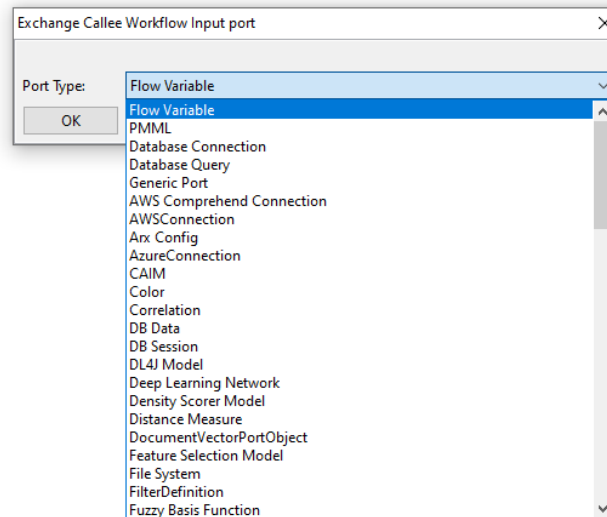 Exchange Callee Workflow Input port
Port Type: Flow Variable
OK
Flow Variable
PMML
Database Connection
Database Query
Generic Port
AWS Comprehend Connection
AWSConnection
Arx Config
AzureConnection
CAIM
Color
Correlation
DB Data
DB Session
DL4J Model
Deep Learning Network
Density Scorer Model
Distance Measure
DocumentVectorPortObject
Feature Selection Model
File System
FilterDefinition
Fuzzy Basis Function